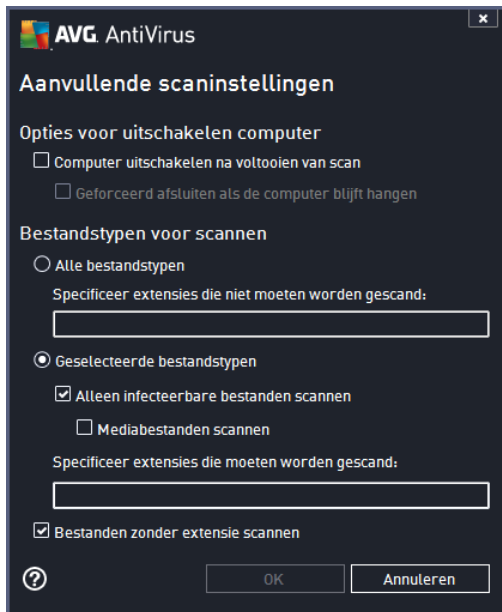 AVG. AntiVirus
Aanvullende scaninstellingen
Opties voor uitschakelen computer
Computer uitschakelen na voltooien van scan
Geforceerd afsluiten als de computer blijft hangen
Bestandstypen voor scannen
Alle bestandstypen
Specificeer extensies die niet moeten worden gescand:
Geselecteerde bestandstypen
Alleen infecteerbare bestanden scannen
Mediabestanden scannen
Specificeer extensies die moeten worden gescand:
Bestanden zonder extensie scannen
OK
Annuleren